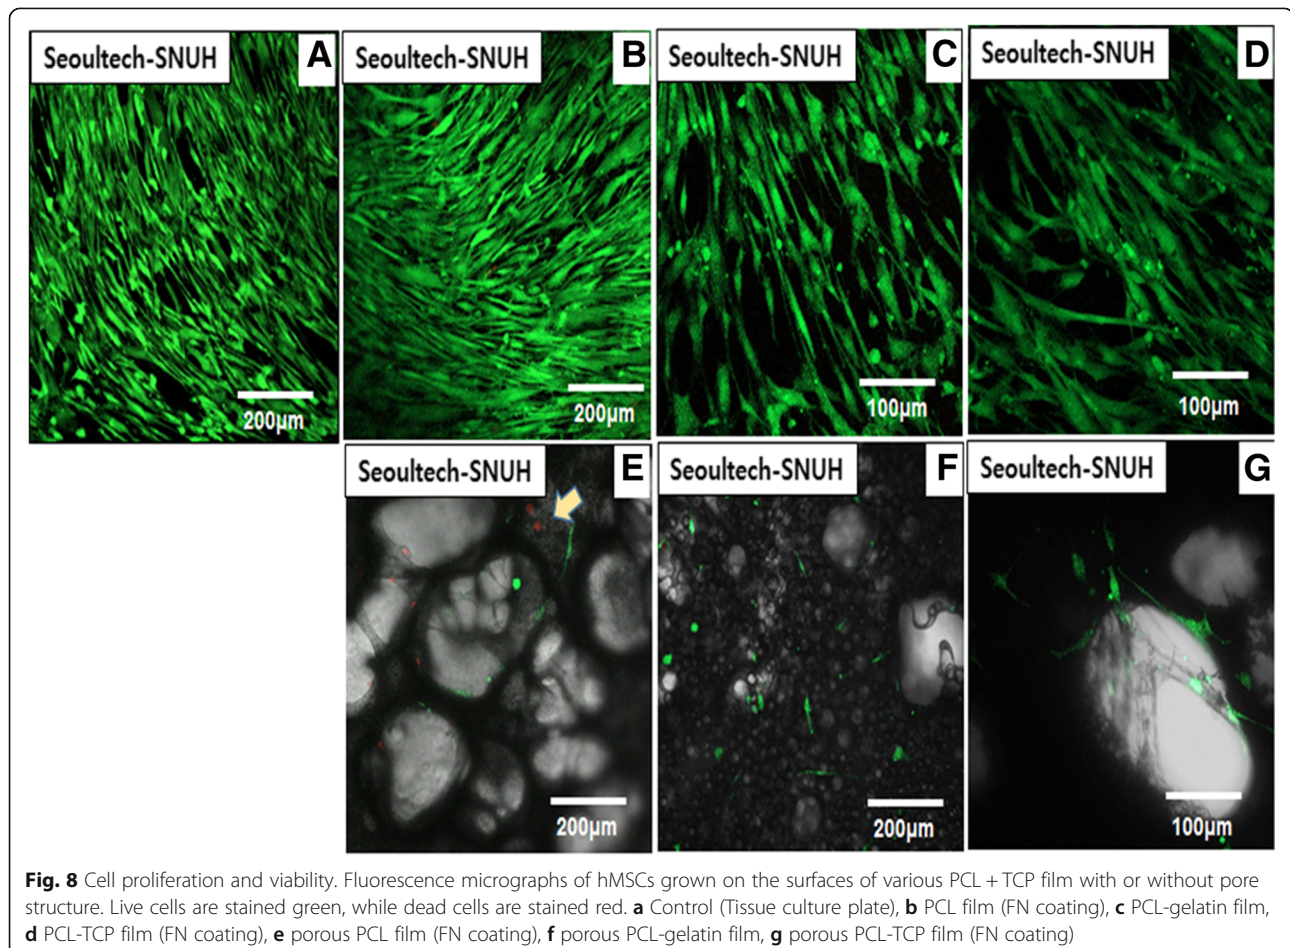 Seoultech-SNUH A
Seoultech-SNUH B
Seoultech-SNUH C
Seoultech-SNUH D
200μm
200μm
100μm
100μm
Seoultech-SNUH E
Seoultech-SNUH F
Seoultech-SNUH G
200μm
200μm
100μm
Fig. 8 Cell proliferation and viability. Fluorescence micrographs of hMSCs grown on the surfaces of various PCL + TCP film with or without pore
structure. Live cells are stained green, while dead cells are stained red. a Control (Tissue culture plate), b PCL film (FN coating), c PCL-gelatin film,
d PCL-TCP film (FN coating), e porous PCL film (FN coating), f porous PCL-gelatin film, g porous PCL-TCP film (FN coating)